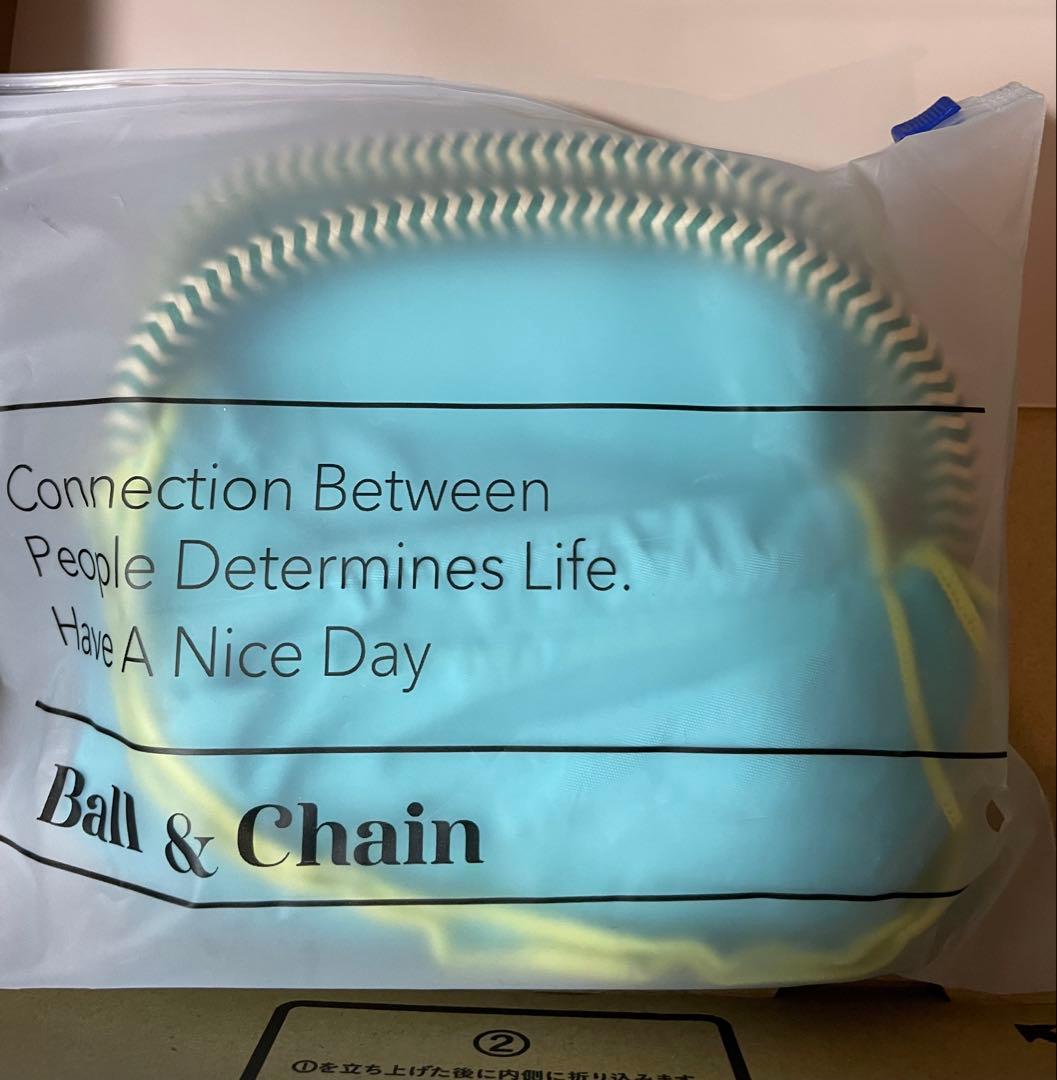 Connection Between
People Determines Life.
Have A Nice Day
Ball & Chain
②
①を立ち上げた後に内側に折り込みます